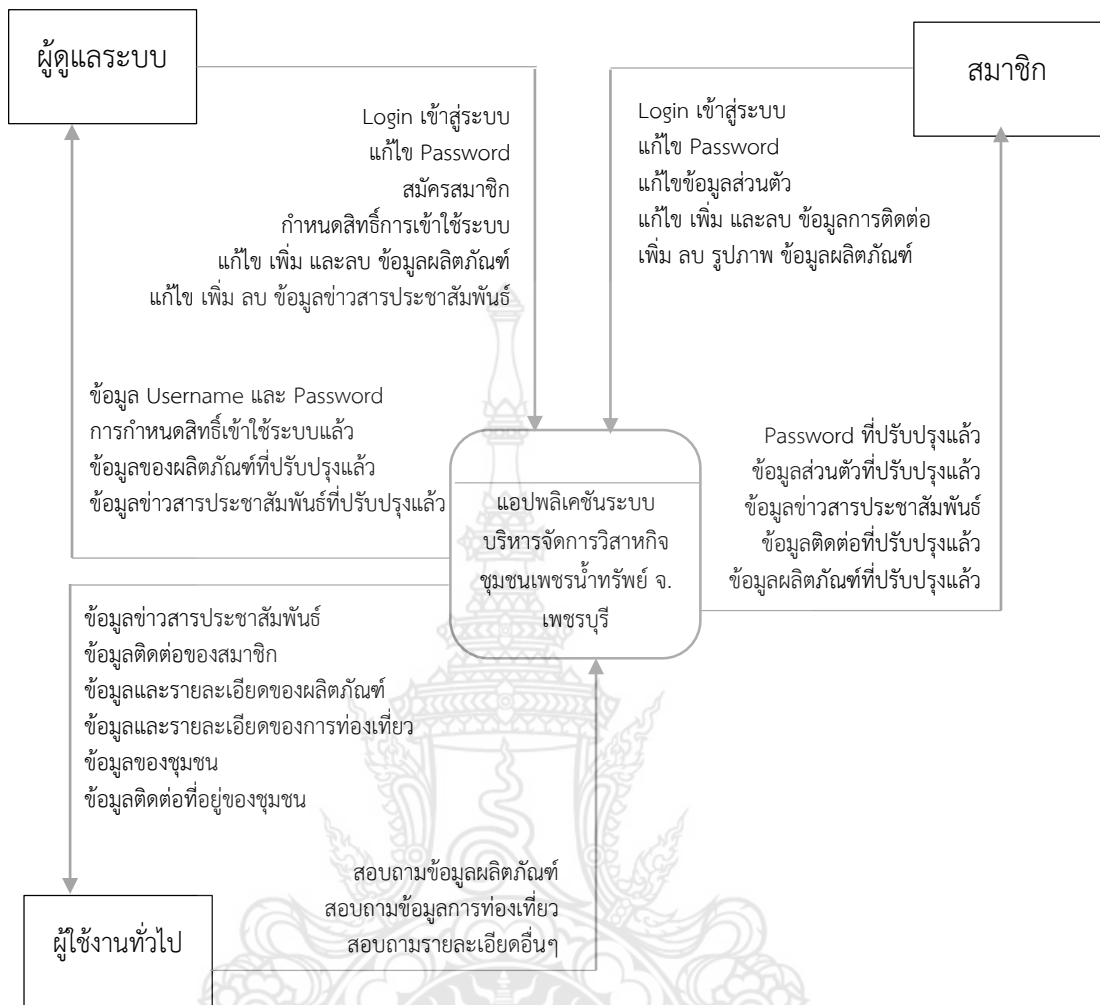 ผู้ดูแลระบบ
สมาชิก
Login เข้าสู่ระบบ
แก้ไข Password
สมัครสมาชิก
กำหนดสิทธิ์การเข้าใช้ระบบ
แก้ไข เพิ่ม และลบ ข้อมูลผลิตภัณฑ์
แก้ไข เพิ่ม ลบ ข้อมูลข่าวสารประชาสัมพันธ์
Login เข้าสู่ระบบ
แก้ไข Password
แก้ไขข้อมูลส่วนตัว
แก้ไข เพิ่ม และลบ ข้อมูลการติดต่อ
เพิ่ม ลบ รูปภาพ ข้อมูลผลิตภัณฑ์
ข้อมูล Username และ Password
การกำหนดสิทธิ์เข้าใช้ระบบแล้ว
ข้อมูลของผลิตภัณฑ์ที่ปรับปรุงแล้ว
ข้อมูลข่าวสารประชาสัมพันธ์ที่ปรับปรุงแล้ว
แอปพลิเคชันระบบ
บริหารจัดการวิสาหกิจ
ชุมชนเพชรน้ำทรัพย์ จ.
เพชรบุรี
Password ที่ปรับปรุงแล้ว
ข้อมูลส่วนตัวที่ปรับปรุงแล้ว
ข้อมูลข่าวสารประชาสัมพันธ์
ข้อมูลติดต่อที่ปรับปรุงแล้ว
ข้อมูลผลิตภัณฑ์ที่ปรับปรุงแล้ว
ข้อมูลข่าวสารประชาสัมพันธ์
ข้อมูลติดต่อของสมาชิก
ข้อมูลและรายละเอียดของผลิตภัณฑ์
ข้อมูลและรายละเอียดของการท่องเที่ยว
ข้อมูลของชุมชน
ข้อมูลติดต่อที่อยู่ของชุมชน
สอบถามข้อมูลผลิตภัณฑ์
สอบถามข้อมูลการท่องเที่ยว
สอบถามรายละเอียดอื่นๆ
ผู้ใช้งานทั่วไป